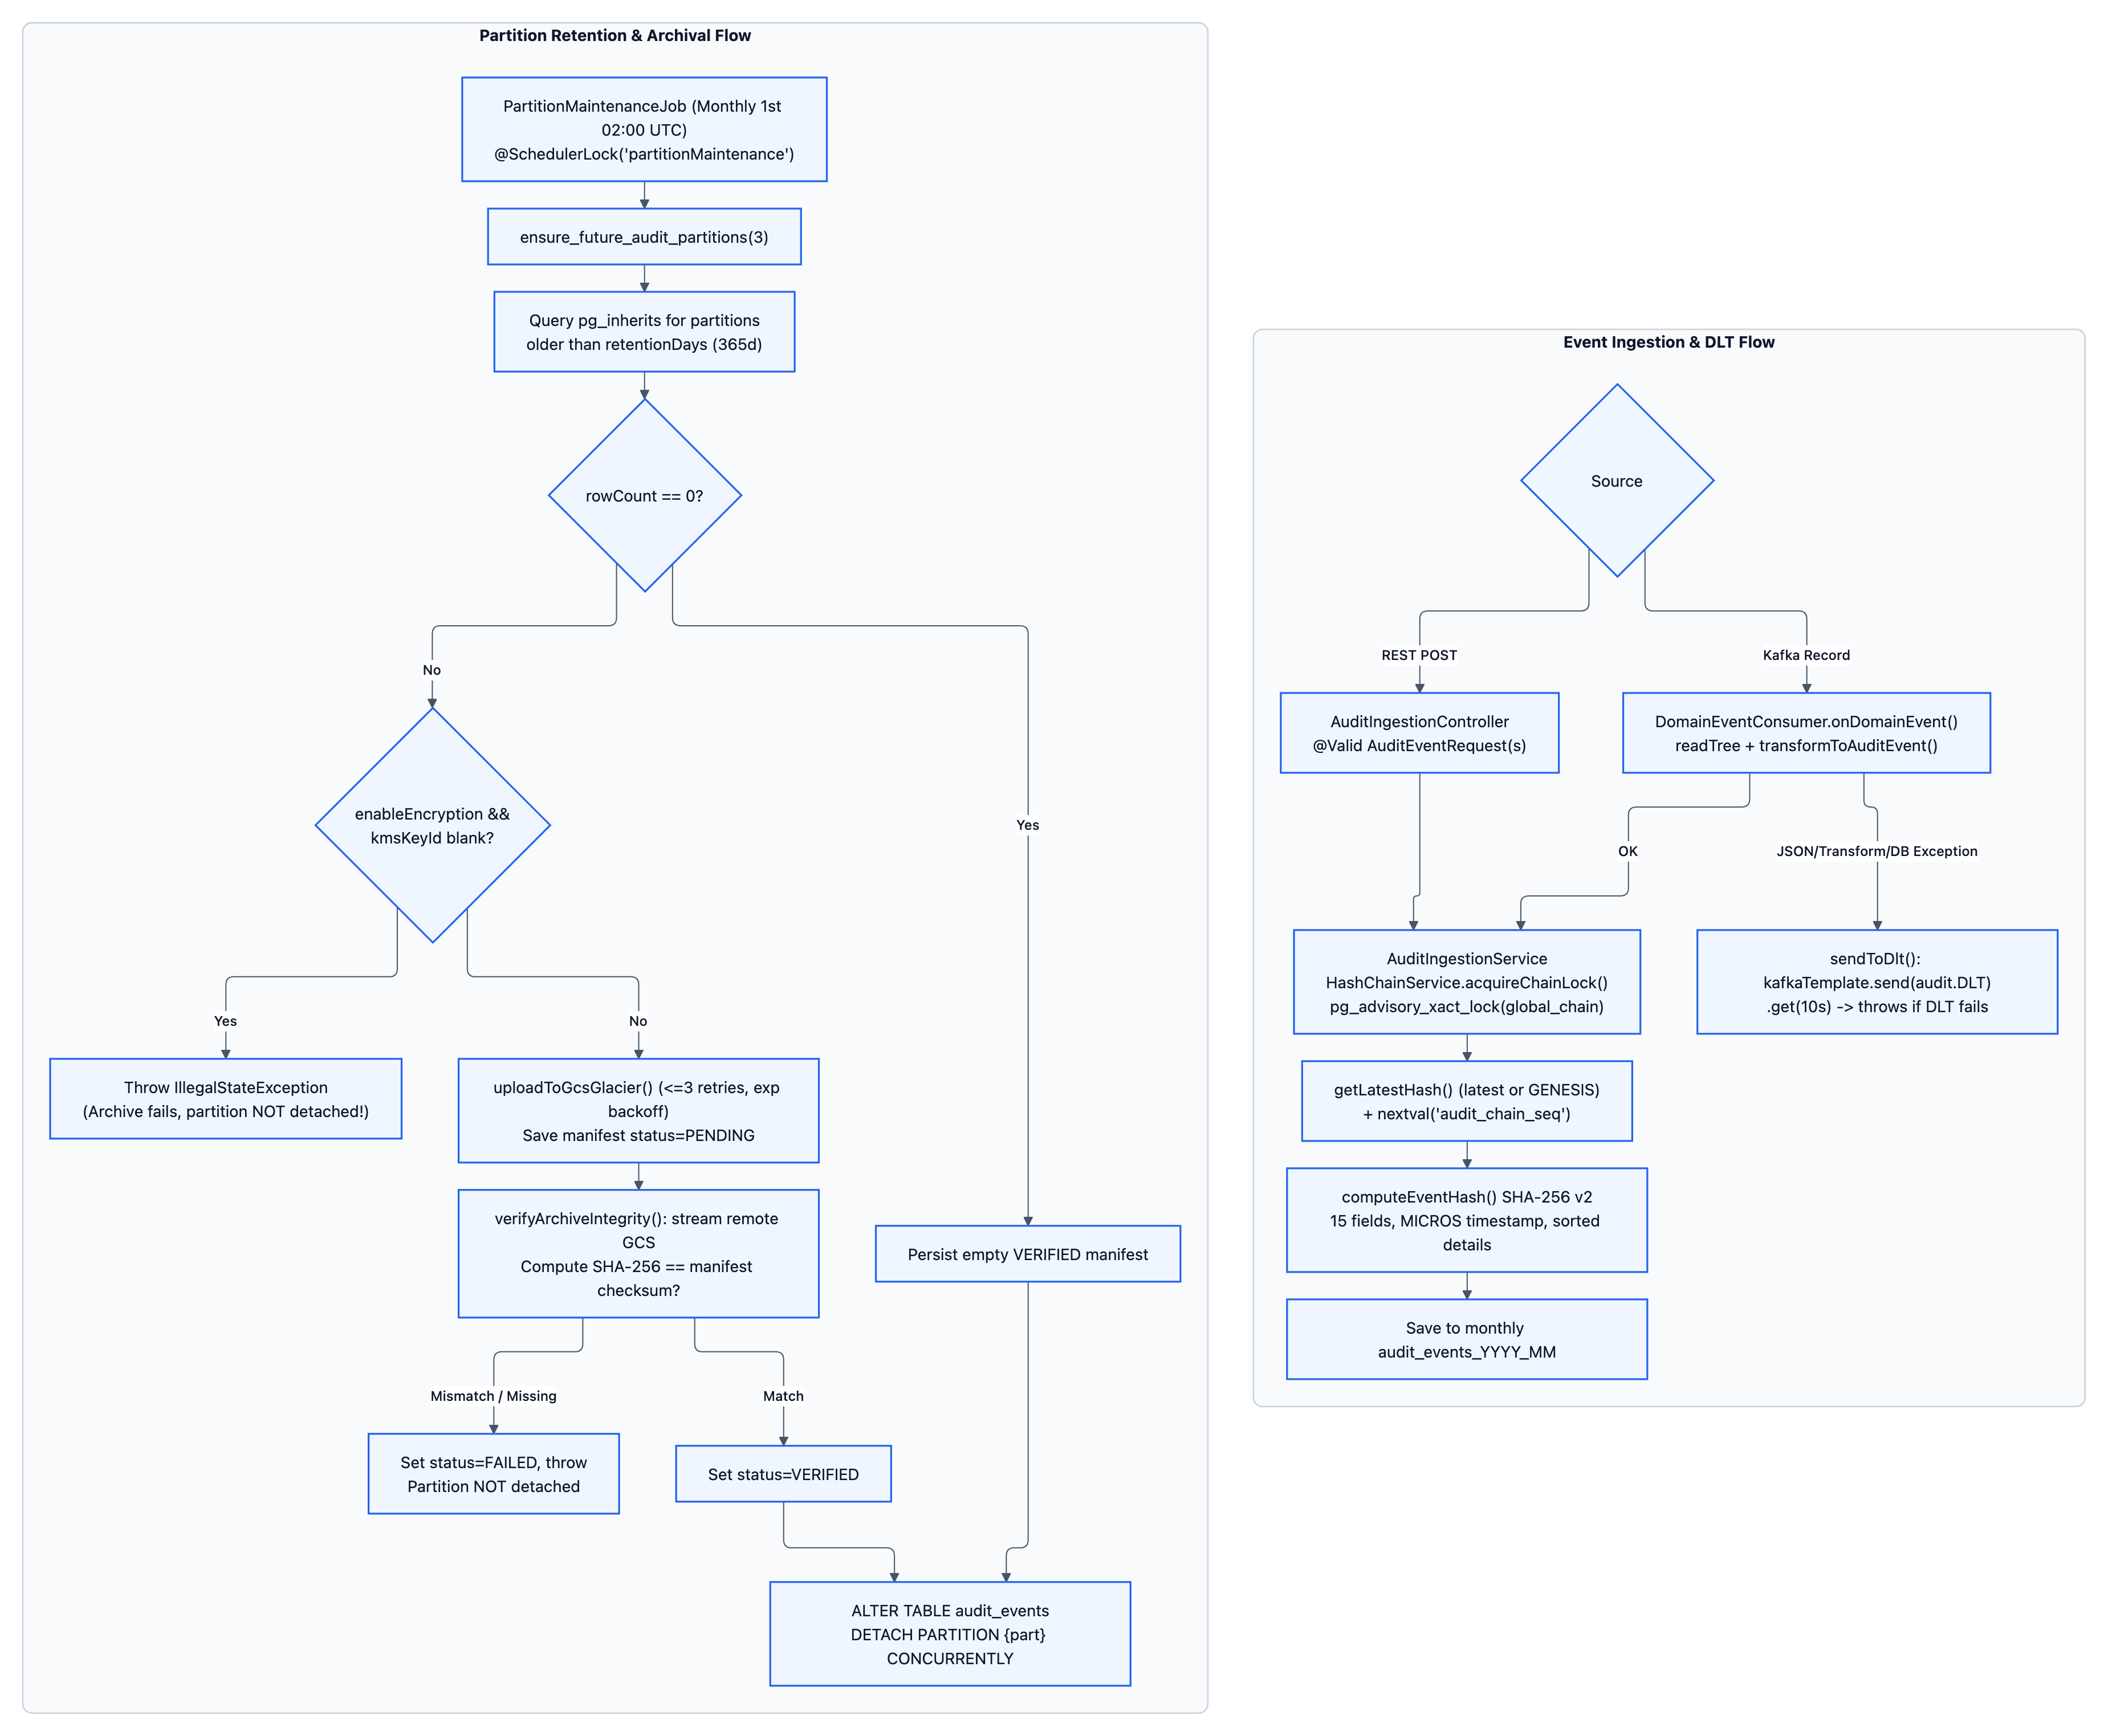 Partition Retention & Archival Flow
PartitionMaintenanceJob (Monthly 1st
02:00 UTC)
@SchedulerLock('partitionMaintenance')
ensure_future_audit_partitions(3)
Query pg_inherits for partitions
older than retentionDays (365d)
rowCount == 0?
No
Yes
enableEncryption &&
kmsKeyId blank?
Yes
No
Throw IllegalStateException
(Archive fails, partition NOT detached!)
uploadToGcsGlacier() (<=3 retries, exp
backoff)
Save manifest status=PENDING
verifyArchiveIntegrity(): stream remote
GCS
Compute SHA-256 == manifest
checksum?
Persist empty VERIFIED manifest
Mismatch / Missing
Match
Set status=FAILED, throw
Partition NOT detached
Set status=VERIFIED
ALTER TABLE audit_events
DETACH PARTITION {part}
CONCURRENTLY
Event Ingestion & DLT Flow
Source
REST POST
Kafka Record
AuditIngestionController
@Valid AuditEventRequest(s)
DomainEventConsumer.onDomainEvent()
readTree + transformToAuditEvent()
OK
JSON/Transform/DB Exception
AuditIngestionService
HashChainService.acquireChainLock()
pg_advisory_xact_lock(global_chain)
sendToDlt():
kafkaTemplate.send(audit.DLT)
.get(10s) -> throws if DLT fails
getLatestHash() (latest or GENESIS)
+ nextval('audit_chain_seq')
computeEventHash() SHA-256 v2
15 fields, MICROS timestamp, sorted
details
Save to monthly
audit_events_YYYY_MM